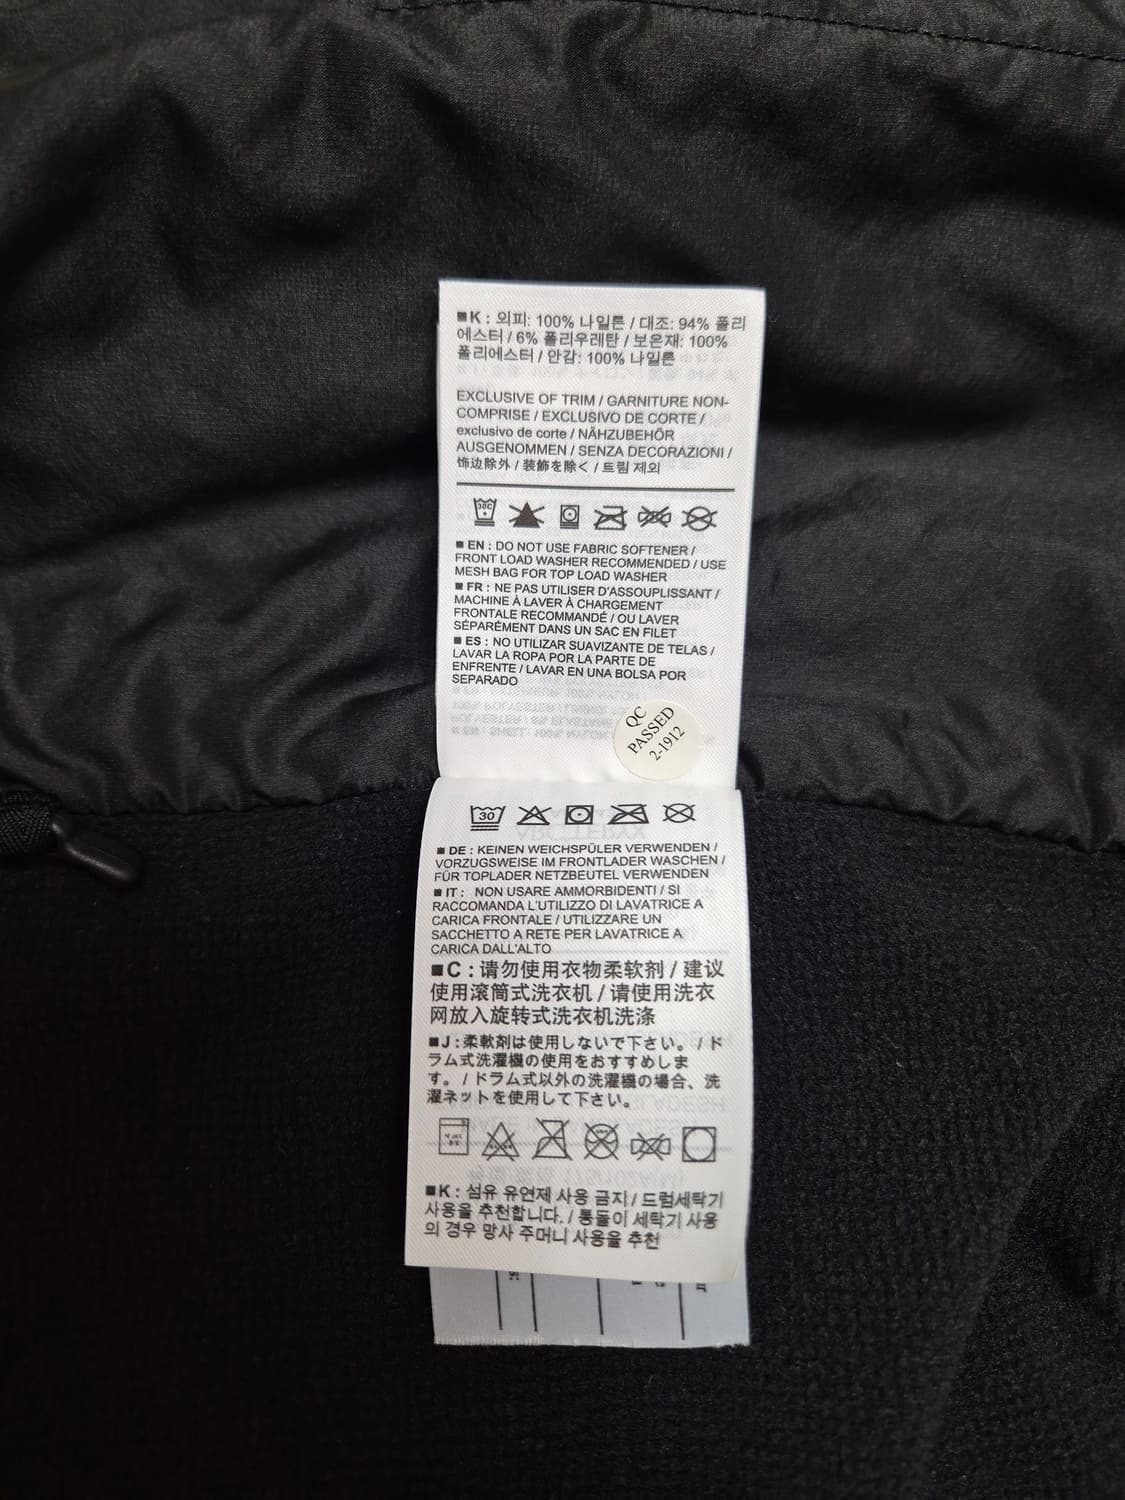 ■K : 외피: 100% 나일론 / 대조: 94% 폴리
에스터 / 6% 폴리우레탄 / 보온재: 100%
폴리에스터 / 안감: 100% 나일론
EXCLUSIVE OF TRIM / GARNITURE NON-
COMPRISE / EXCLUSIVO DE CORTE /
exclusivo de corte / NÄHZUBEHÖR
AUSGENOMMEN / SENZA DECORAZIONI /
饰边除外 / 装飾を除く / 트림 제외
30C
■ EN : DO NOT USE FABRIC SOFTENER /
FRONT LOAD WASHER RECOMMENDED / USE
MESH BAG FOR TOP LOAD WASHER
■ FR : NE PAS UTILISER D'ASSOUPLISSANT /
MACHINE À LAVER À CHARGEMENT
FRONTALE RECOMMANDÉ / OU LAVER
SÉPARÉMENT DANS UN SAC EN FILET
■ ES : NO UTILIZAR SUAVIZANTE DE TELAS /
LAVAR LA ROPA POR LA PARTE DE
ENFRENTE / LAVAR EN UNA BOLSA POR
SEPARADO
QC
PASSED
2-1912
30
■ DE : KEINEN WEICHSPÜLER VERWENDEN /
VORZUGSWEISE IM FRONTLADER WASCHEN /
FÜR TOPLADER NETZBEUTEL VERWENDEN
■ IT : NON USARE AMMORBIDENTI / SI
RACCOMANDA L'UTILIZZO DI LAVATRICE A
CARICA FRONTALE / UTILIZZARE UN
SACCHETTO A RETE PER LAVATRICE A
CARICA DALL'ALTO
■C : 请勿使用衣物柔软剂 / 建议
使用滚筒式洗衣机 / 请使用洗衣
网放入旋转式洗衣机洗涤
■J : 柔軟剤は使用しないで下さい。 / ド
ラム式洗濯機の使用をおすすめしま
す。 / ドラム式以外の洗濯機の場合、洗
濯ネットを使用して下さい。
■K : 섬유 유연제 사용 금지 / 드럼세탁기
사용을 추천합니다. / 통돌이 세탁기 사용
의 경우 망사 주머니 사용을 추천